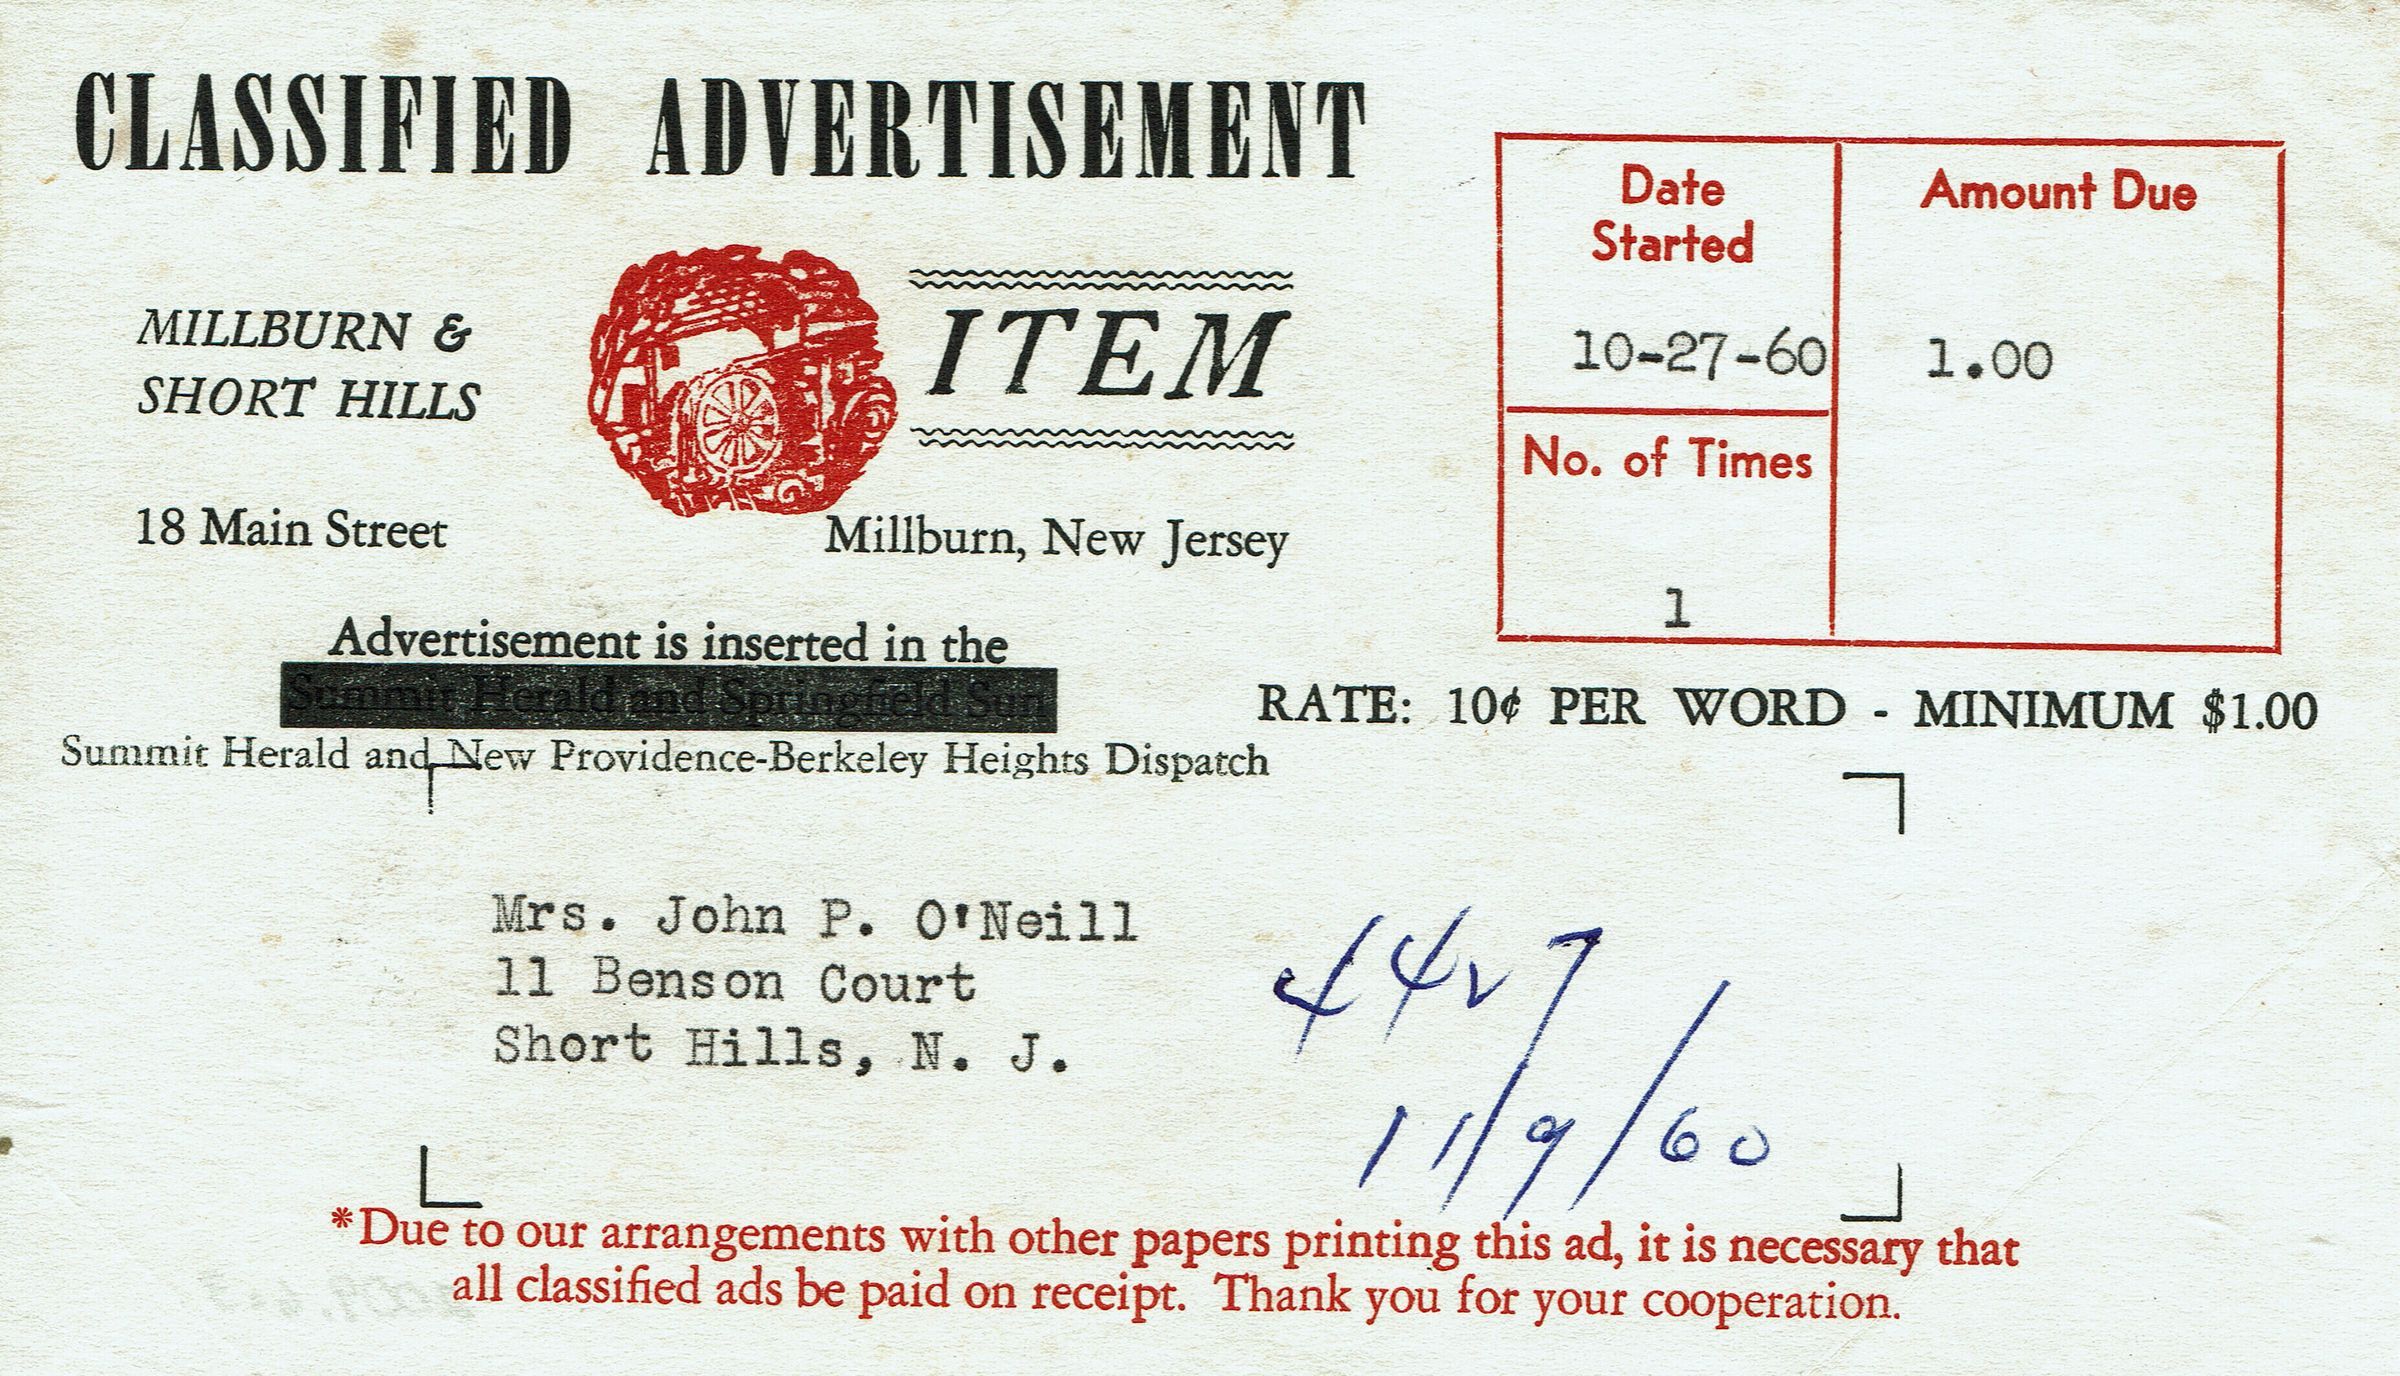 CLASSIFIED ADVERTISEMENT
MILLBURN &
SHORT HILLS
ITEM
18 Main Street
Millburn, New Jersey
Date
Started
10-27-60
Amount Due
1.00
No. of Times
1
Advertisement is inserted in the
Summit Herald and Springfield Sun
Summit Herald and New Providence-Berkeley Heights Dispatch
RATE: 10¢ PER WORD - MINIMUM $1.00
Mrs. John P. O'Neill
11 Benson Court
Short Hills, N. J.
11/9/60
*Due to our arrangements with other papers printing this ad, it is necessary that
all classified ads be paid on receipt. Thank you for your cooperation.